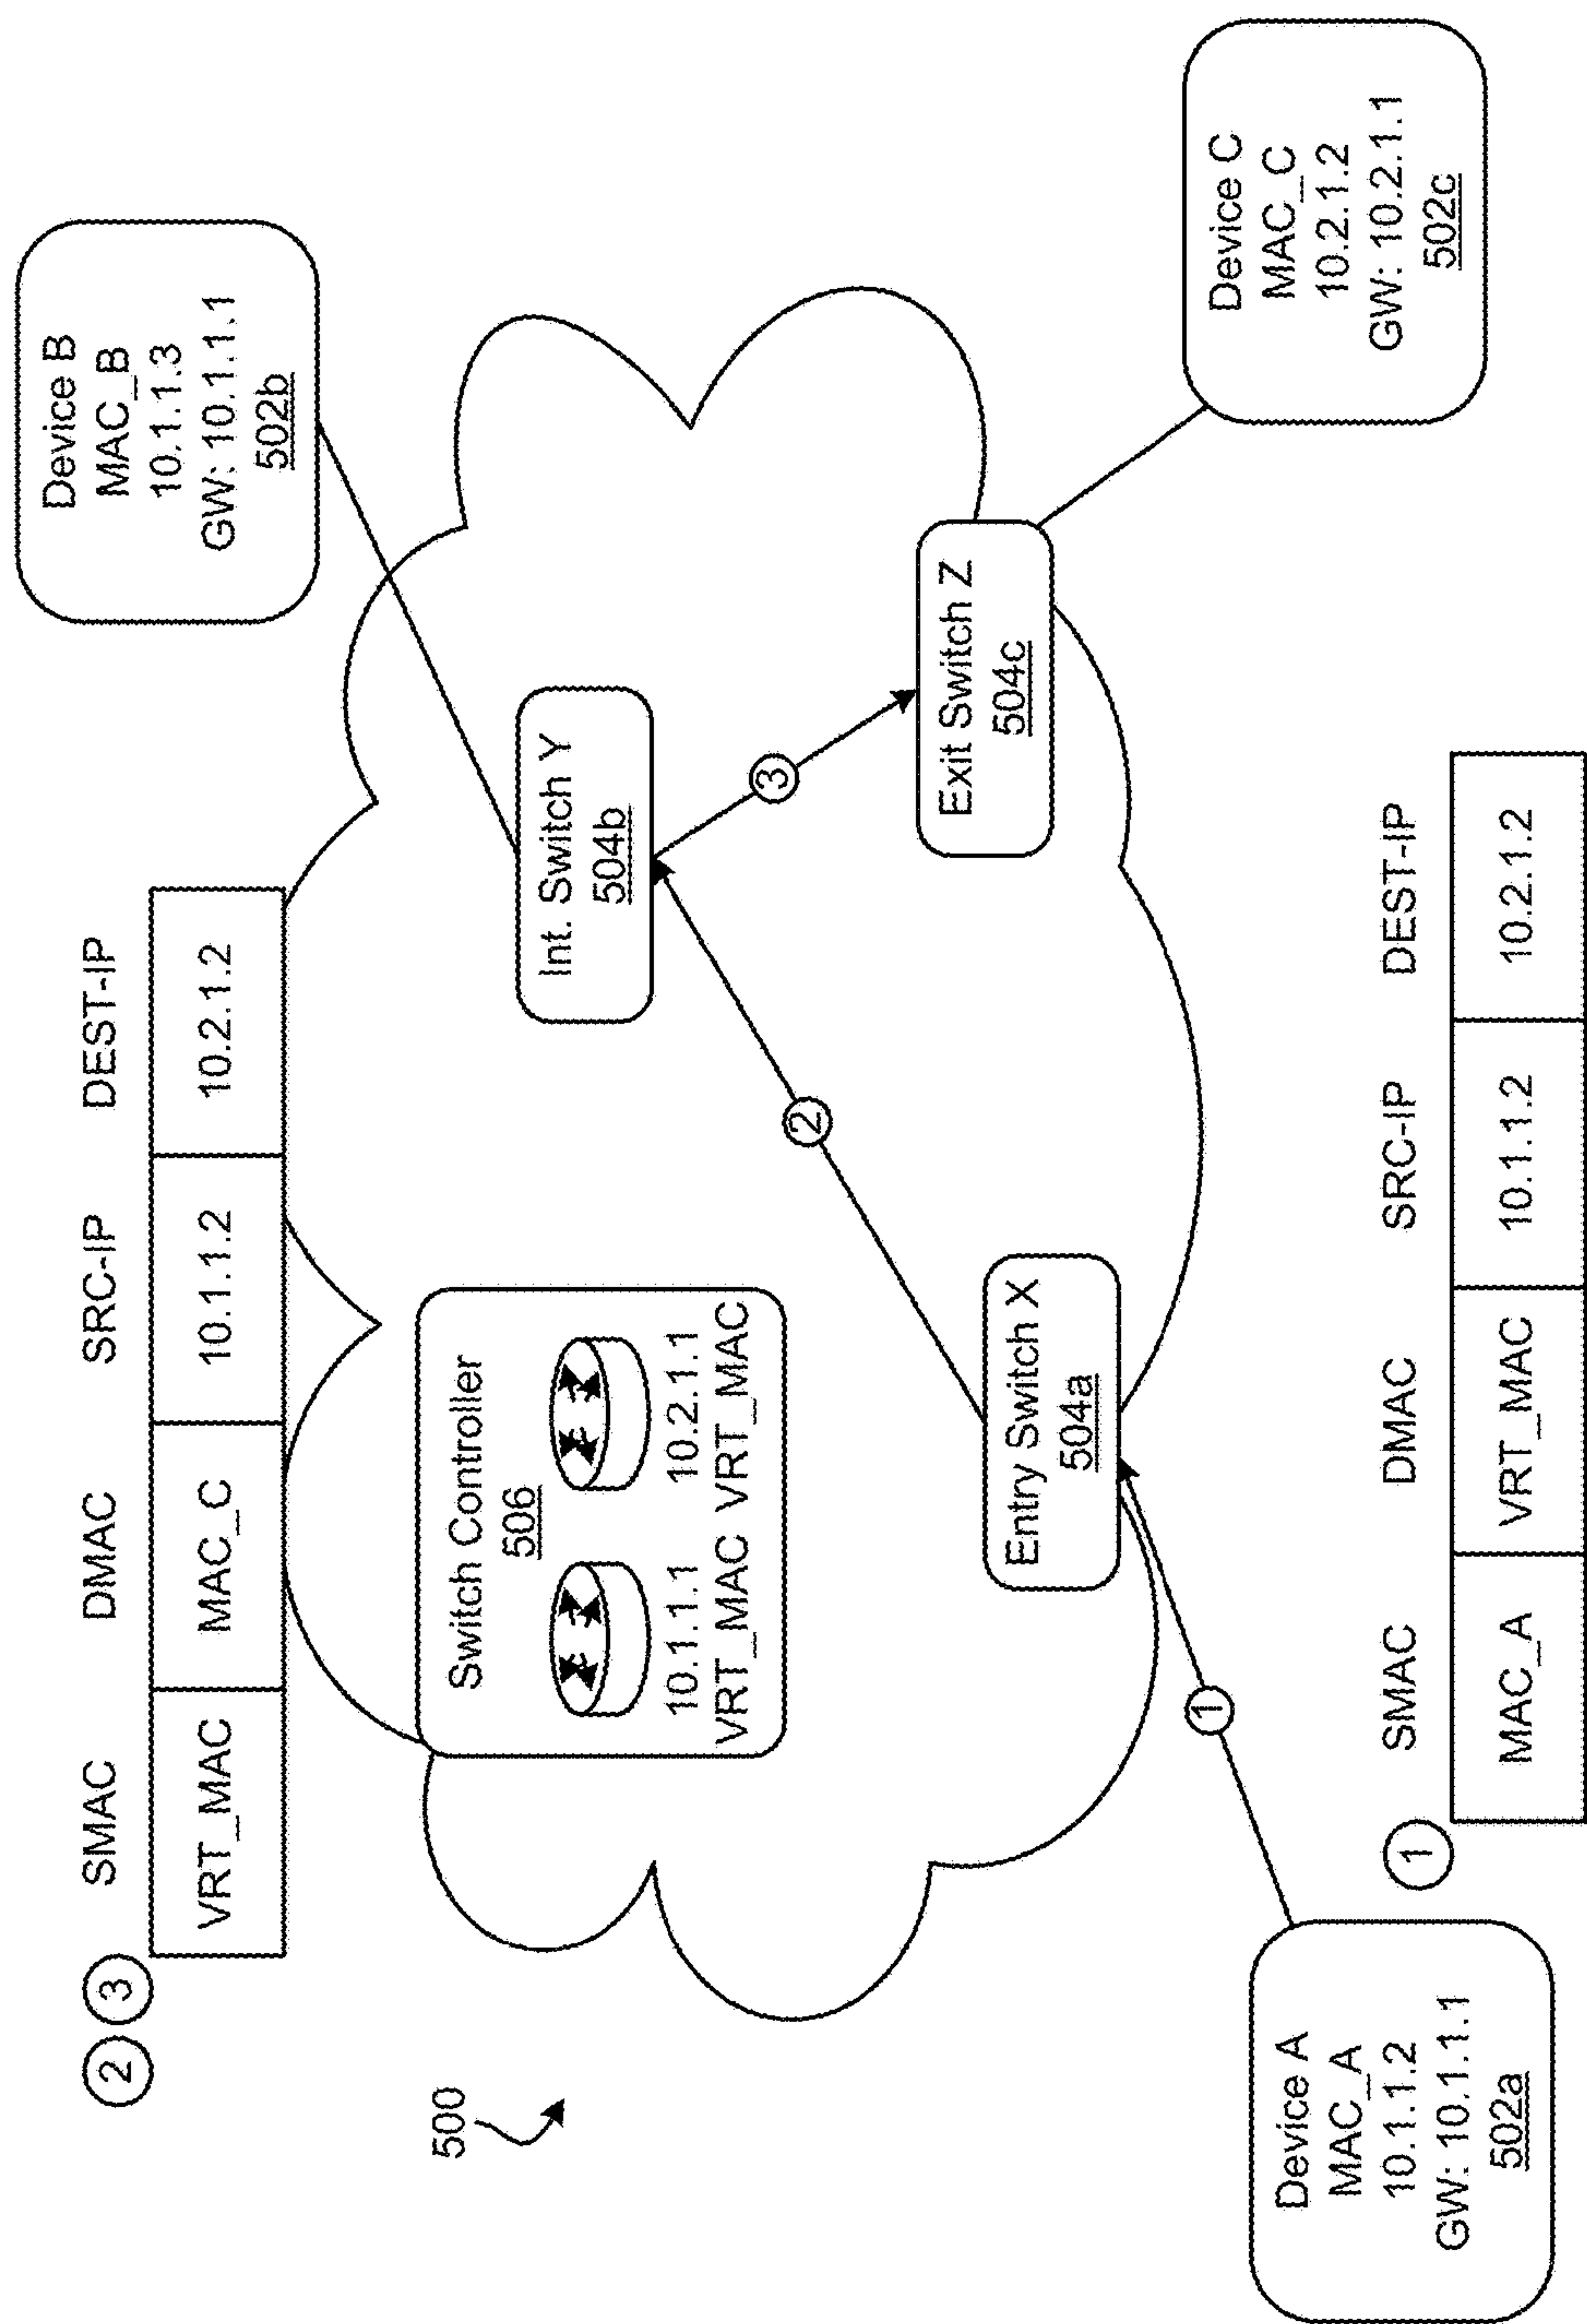 2 3
SMAC DMAC SRC-IP DEST-IP
VRT_MAC MAC_C 10.1.1.2 10.2.1.2
Device B
MAC_B
10.1.1.3
GW: 10.1.1.1
502b
500
Switch Controller
506
10.1.1.1 10.2.1.1
VRT_MAC VRT_MAC
Int. Switch Y
504b
2
3
Exit Switch Z
504c
Entry Switch X
504a
1
Device C
MAC_C
10.2.1.2
GW: 10.2.1.1
502c
Device A
MAC_A
10.1.1.2
GW: 10.1.1.1
502a
1
SMAC DMAC SRC-IP DEST-IP
MAC_A VRT_MAC 10.1.1.2 10.2.1.2